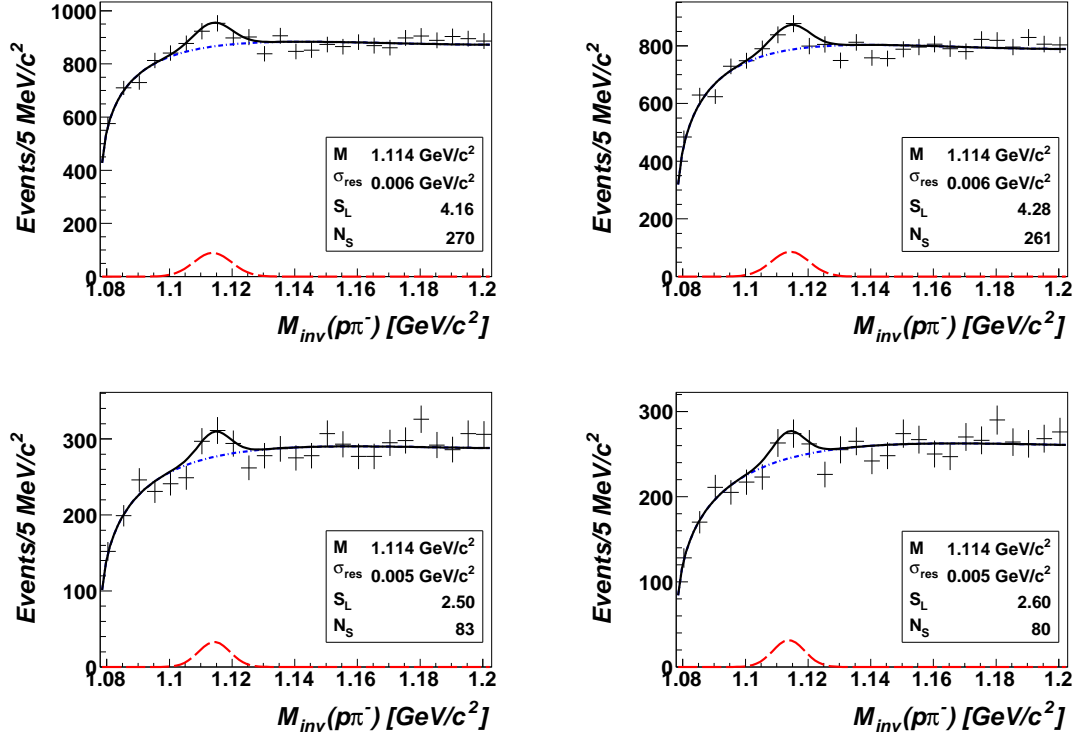 Events/5 MeV/c²
1000
800
600
400
200
0
M 1.114 GeV/c²
σres 0.006 GeV/c²
SL 4.16
NS 270
1.08 1.1 1.12 1.14 1.16 1.18 1.2
Minv(pπ⁻) [GeV/c²]
Events/5 MeV/c²
800
600
400
200
0
M 1.114 GeV/c²
σres 0.006 GeV/c²
SL 4.28
NS 261
1.08 1.1 1.12 1.14 1.16 1.18 1.2
Minv(pπ⁻) [GeV/c²]
Events/5 MeV/c²
300
200
100
0
M 1.114 GeV/c²
σres 0.005 GeV/c²
SL 2.50
NS 83
1.08 1.1 1.12 1.14 1.16 1.18 1.2
Minv(pπ⁻) [GeV/c²]
Events/5 MeV/c²
300
200
100
0
M 1.114 GeV/c²
σres 0.005 GeV/c²
SL 2.60
NS 80
1.08 1.1 1.12 1.14 1.16 1.18 1.2
Minv(pπ⁻) [GeV/c²]